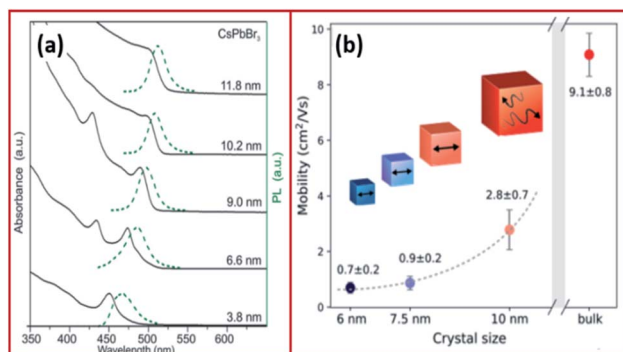 (a)
CsPbBr3
11.8 nm
10.2 nm
9.0 nm
6.6 nm
3.8 nm
Absorbance (a.u.)
PL (a.u.)
350 400 450 500 550 600
Wavelength (nm)
(b)
Mobility (cm²/Vs)
10
8
6
4
2
0
9.1±0.8
2.8±0.7
0.9±0.2
0.7±0.2
6 nm 7.5 nm 10 nm bulk
Crystal size